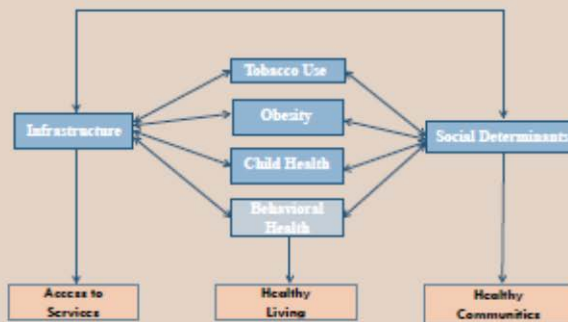 Tobacco Use
Obesity
Infrastructure
Social Determinants
Child Health
Behavioral
Health
Access to
Services
Healthy
Living
Healthy
Communities